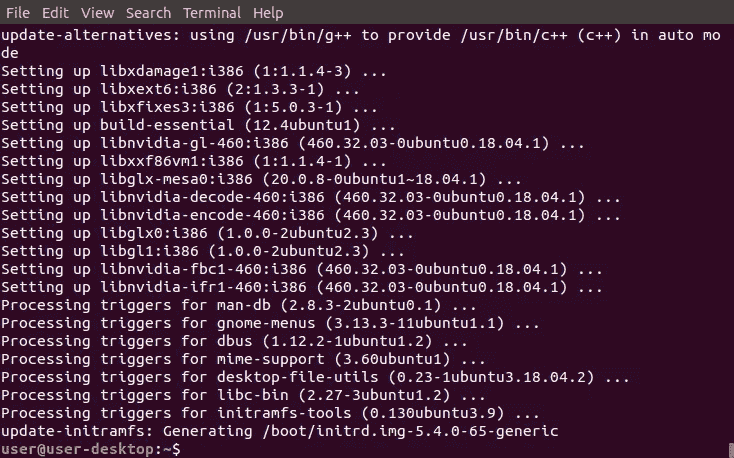 File Edit View Search Terminal Help
update-alternatives: using /usr/bin/g++ to provide /usr/bin/c++ (c++) in auto mo
de
Setting up libxdamage1:i386 (1:1.1.4-3) ...
Setting up libxext6:i386 (2:1.3.3-1) ...
Setting up libxfixes3:i386 (1:5.0.3-1) ...
Setting up build-essential (12.4ubuntu1) ...
Setting up libnvidia-gl-460:i386 (460.32.03-0ubuntu0.18.04.1) ...
Setting up libxxf86vm1:i386 (1:1.1.4-1) ...
Setting up libglx-mesa0:i386 (20.0.8-0ubuntu1~18.04.1) ...
Setting up libnvidia-decode-460:i386 (460.32.03-0ubuntu0.18.04.1) ...
Setting up libnvidia-encode-460:i386 (460.32.03-0ubuntu0.18.04.1) ...
Setting up libglx0:i386 (1.0.0-2ubuntu2.3) ...
Setting up libgl1:i386 (1.0.0-2ubuntu2.3) ...
Setting up libnvidia-fbc1-460:i386 (460.32.03-0ubuntu0.18.04.1) ...
Setting up libnvidia-ifr1-460:i386 (460.32.03-0ubuntu0.18.04.1) ...
Processing triggers for man-db (2.8.3-2ubuntu0.1) ...
Processing triggers for gnome-menus (3.13.3-11ubuntu1.1) ...
Processing triggers for dbus (1.12.2-1ubuntu1.2) ...
Processing triggers for mime-support (3.60ubuntu1) ...
Processing triggers for desktop-file-utils (0.23-1ubuntu3.18.04.2) ...
Processing triggers for libc-bin (2.27-3ubuntu1.2) ...
Processing triggers for initramfs-tools (0.130ubuntu3.9) ...
update-initramfs: Generating /boot/initrd.img-5.4.0-65-generic
user@user-desktop:~$